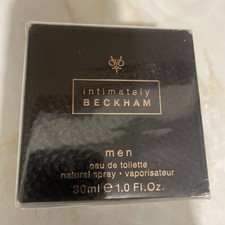 intimately
BECKHAM
men
eau de toilette
natural spray • vaporisateur
30ml ℮ 1.0 Fl.Oz.